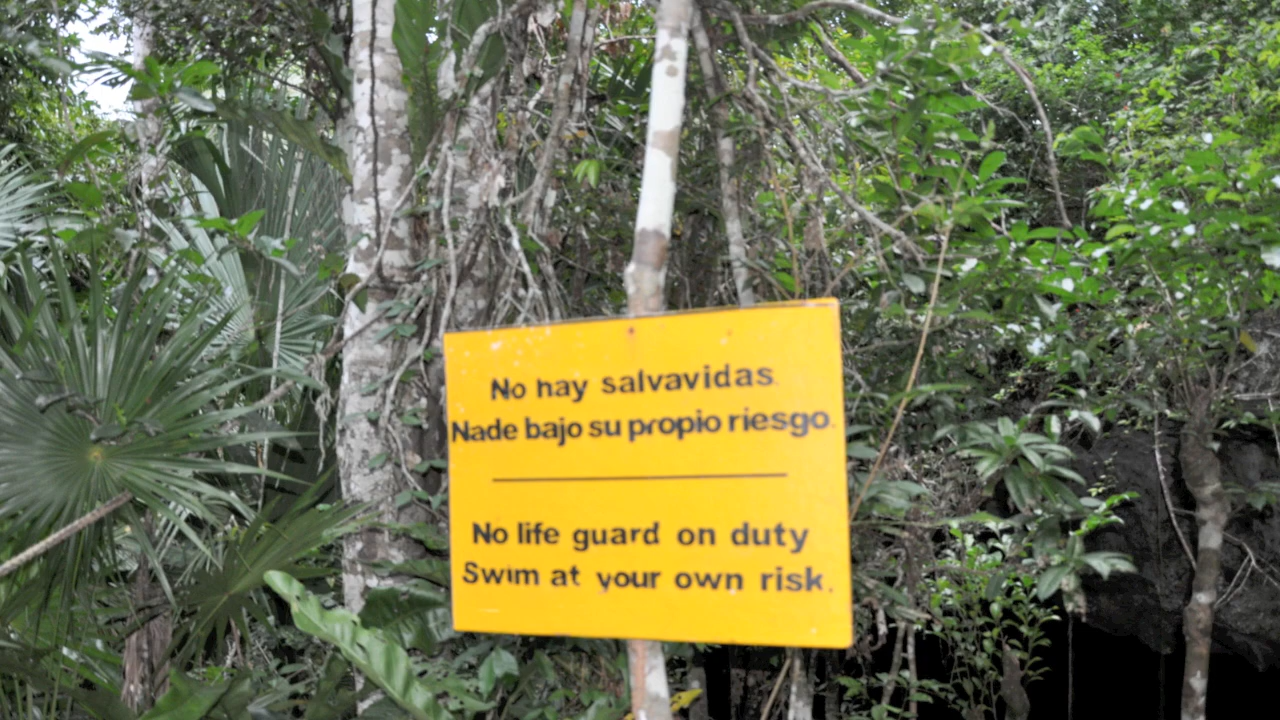 No hay salvavidas.
Nade bajo su propio riesgo.
No life guard on duty
Swim at your own risk.